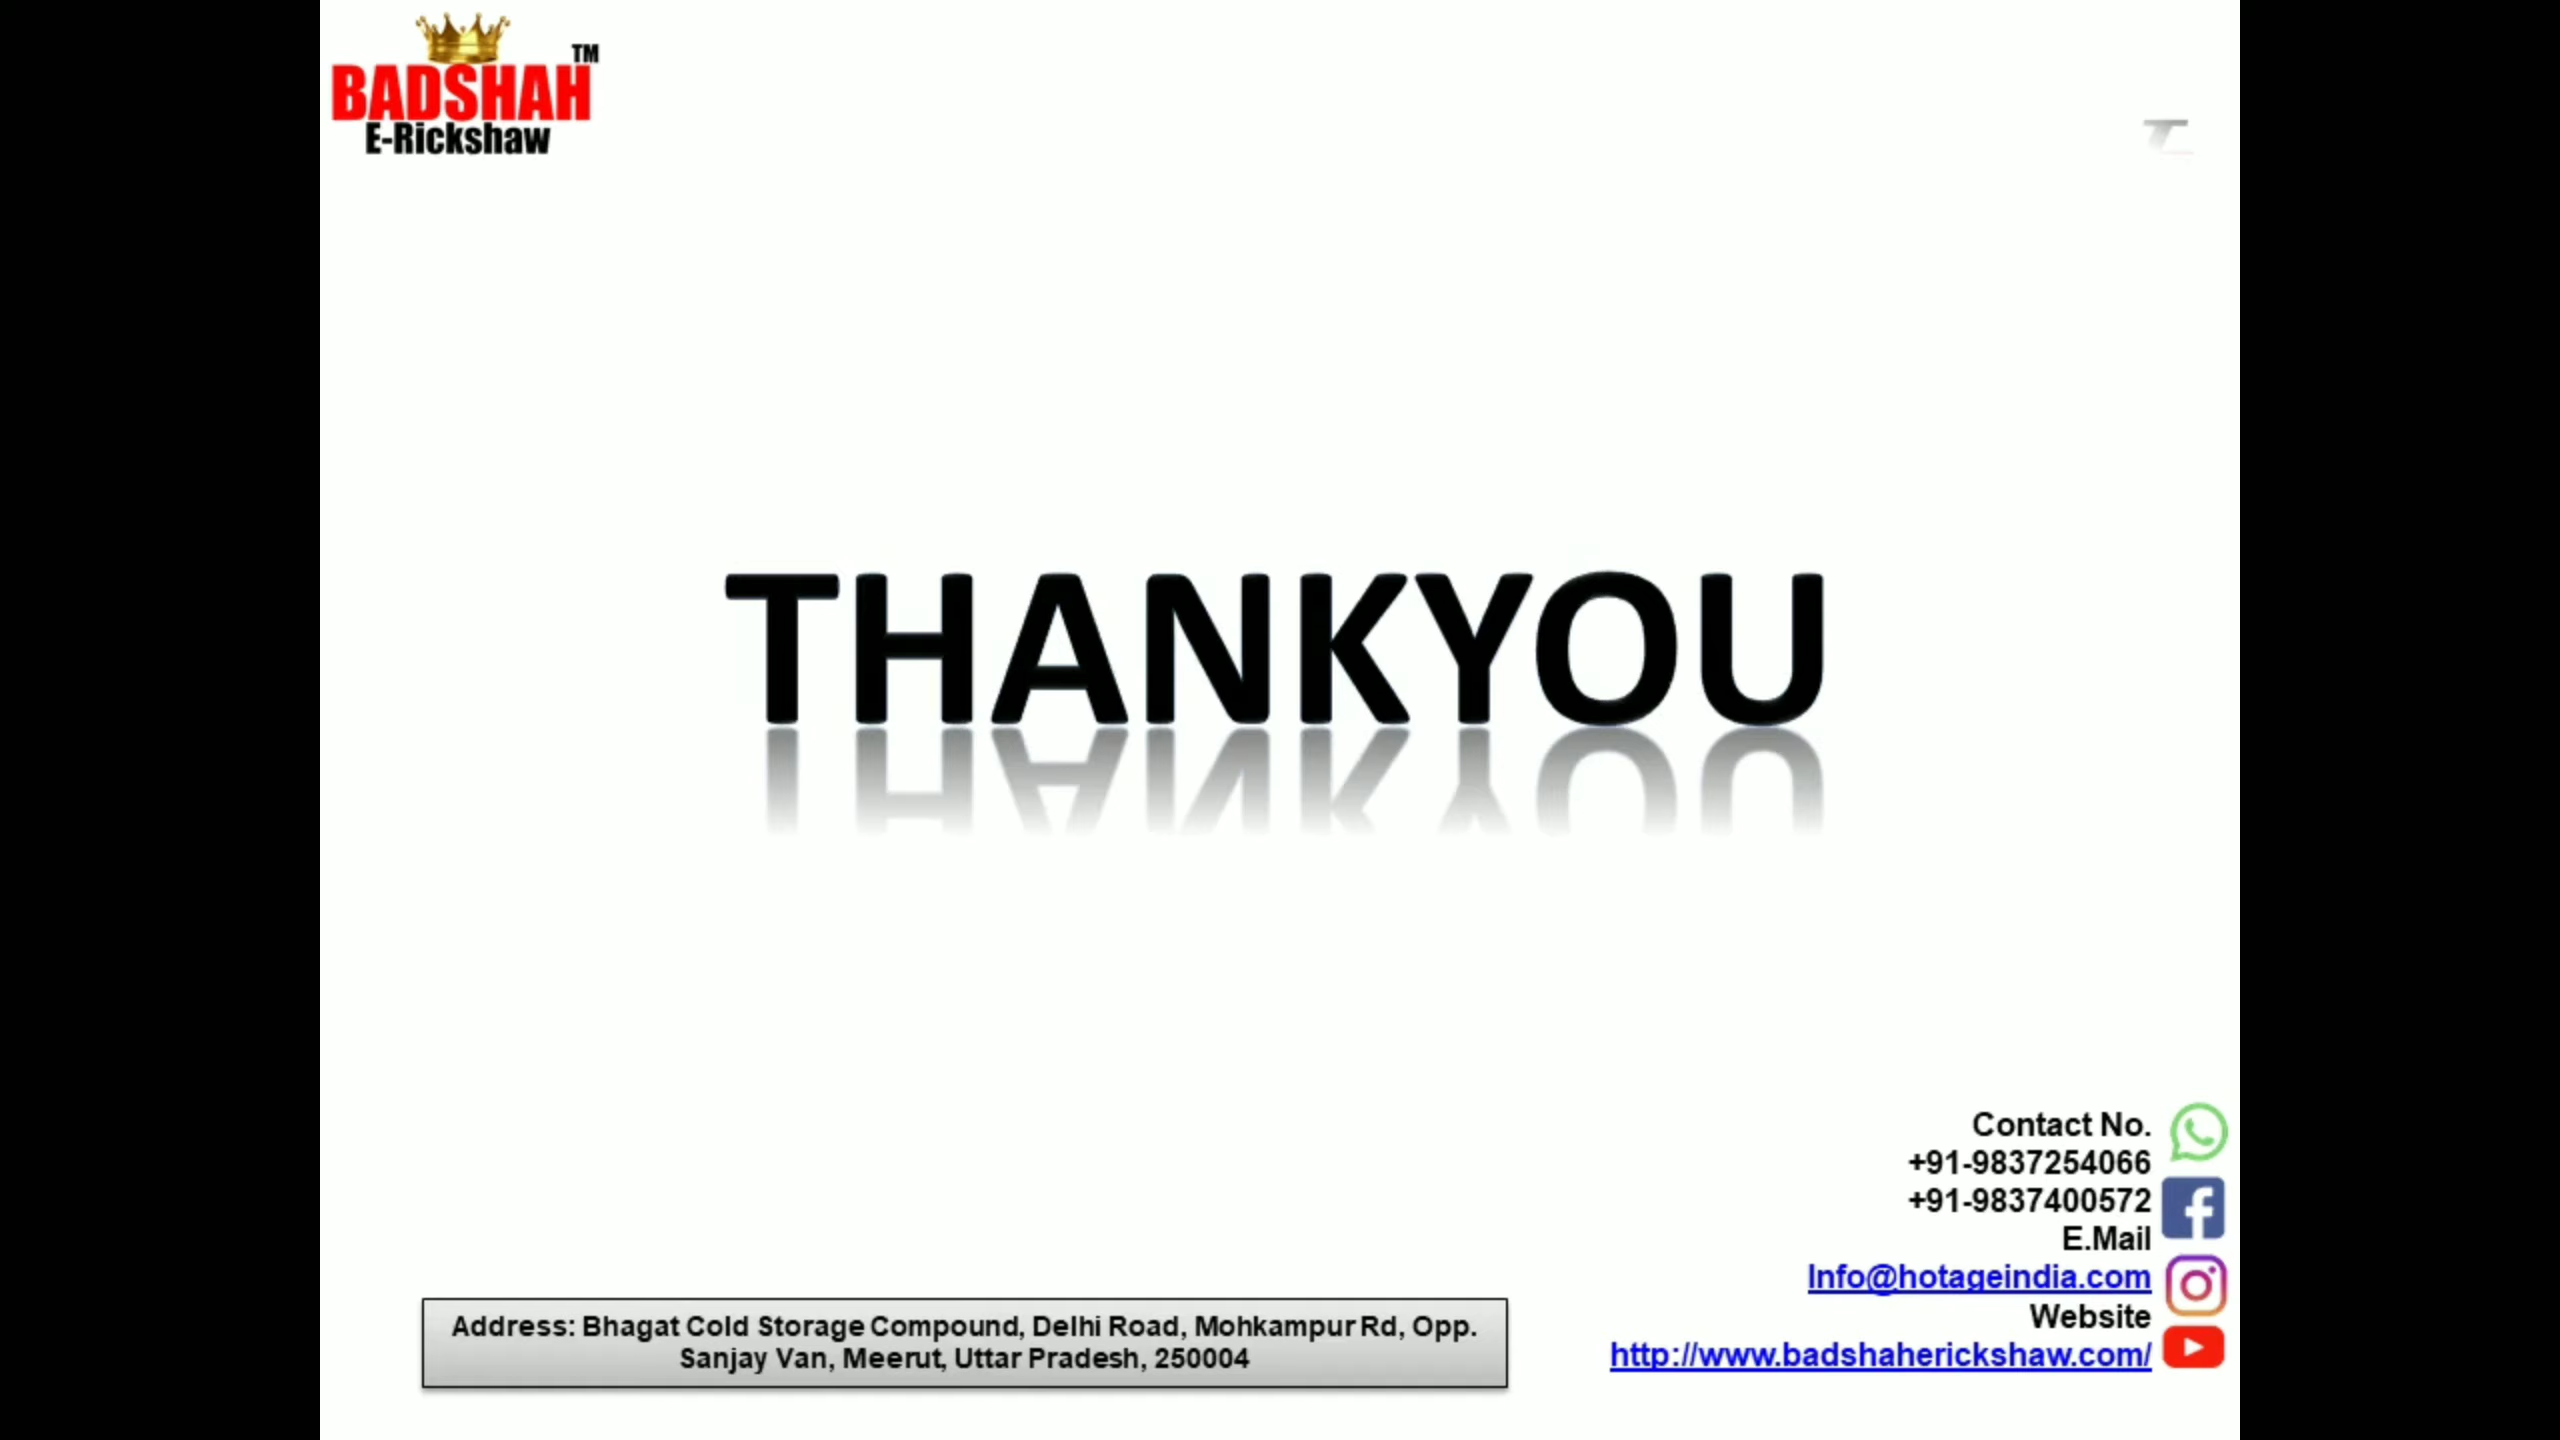 BADSHAH TM
E-Rickshaw
THANKYOU
Contact No.
+91-9837254066
+91-9837400572
E.Mail
Info@hotageindia.com
Website
http://www.badshaherickshaw.com/
Address: Bhagat Cold Storage Compound, Delhi Road, Mohkampur Rd, Opp.
Sanjay Van, Meerut, Uttar Pradesh, 250004